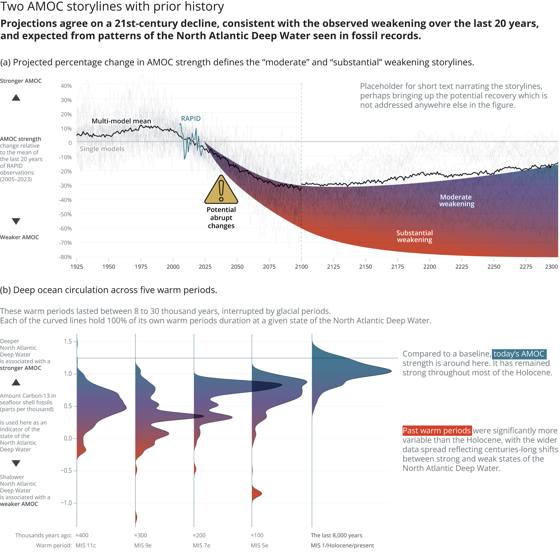 Two AMOC storylines with prior history
Projections agree on a 21st-century decline, consistent with the observed weakening over the last 20 years,
and expected from patterns of the North Atlantic Deep Water seen in fossil records.
(a) Projected percentage change in AMOC strength defines the “moderate” and “substantial” weakening storylines.
Stronger AMOC
AMOC strength
change relative
to the mean of
the last 20 years
of RAPID
observations
(2005–2023)
Weaker AMOC
40%
30%
20%
10%
0
-10%
-20%
-30%
-40%
-50%
-60%
-70%
-80%
Multi-model mean
RAPID
Single models
Placeholder for short text narrating the storylines,
perhaps bringing up the potential recovery which is
not addressed anywehre else in the figure.
Potential
abrupt
changes
Moderate
weakening
Substantial
weakening
1925 1950 1975 2000 2025 2050 2075 2100 2125 2150 2175 2200 2225 2250 2275 2300
(b) Deep ocean circulation across five warm periods.
These warm periods lasted between 8 to 30 thousand years, interrupted by glacial periods.
Each of the curved lines hold 100% of its own warm periods duration at a given state of the North Atlantic Deep Water.
Deeper
North Atlantic
Deep Water
is associated with a
stronger AMOC
Amount Carbon-13 in
seafloor shell fossils
(parts per thousand)
is used here as an
indicator of the
state of the
North Atlantic
Deep Water
Shalower
North Atlantic
Deep Water
is associated with a
weaker AMOC
1.5
1.0
0.5
0.0
−0.5
−1.0
Compared to a baseline, today's AMOC
strength is around here. It has remained
strong throughout most of the Holocene.
Past warm periods were significantly more
variable than the Holocene, with the wider
data spread reflecting centuries-long shifts
between strong and weak states of the
North Atlantic Deep Water.
Thousands years ago: ≈400 ≈300 ≈200 ≈100 The last 8,000 years
Warm period: MIS 11c MIS 9e MIS 7e MIS 5e MIS 1/Holocene/present